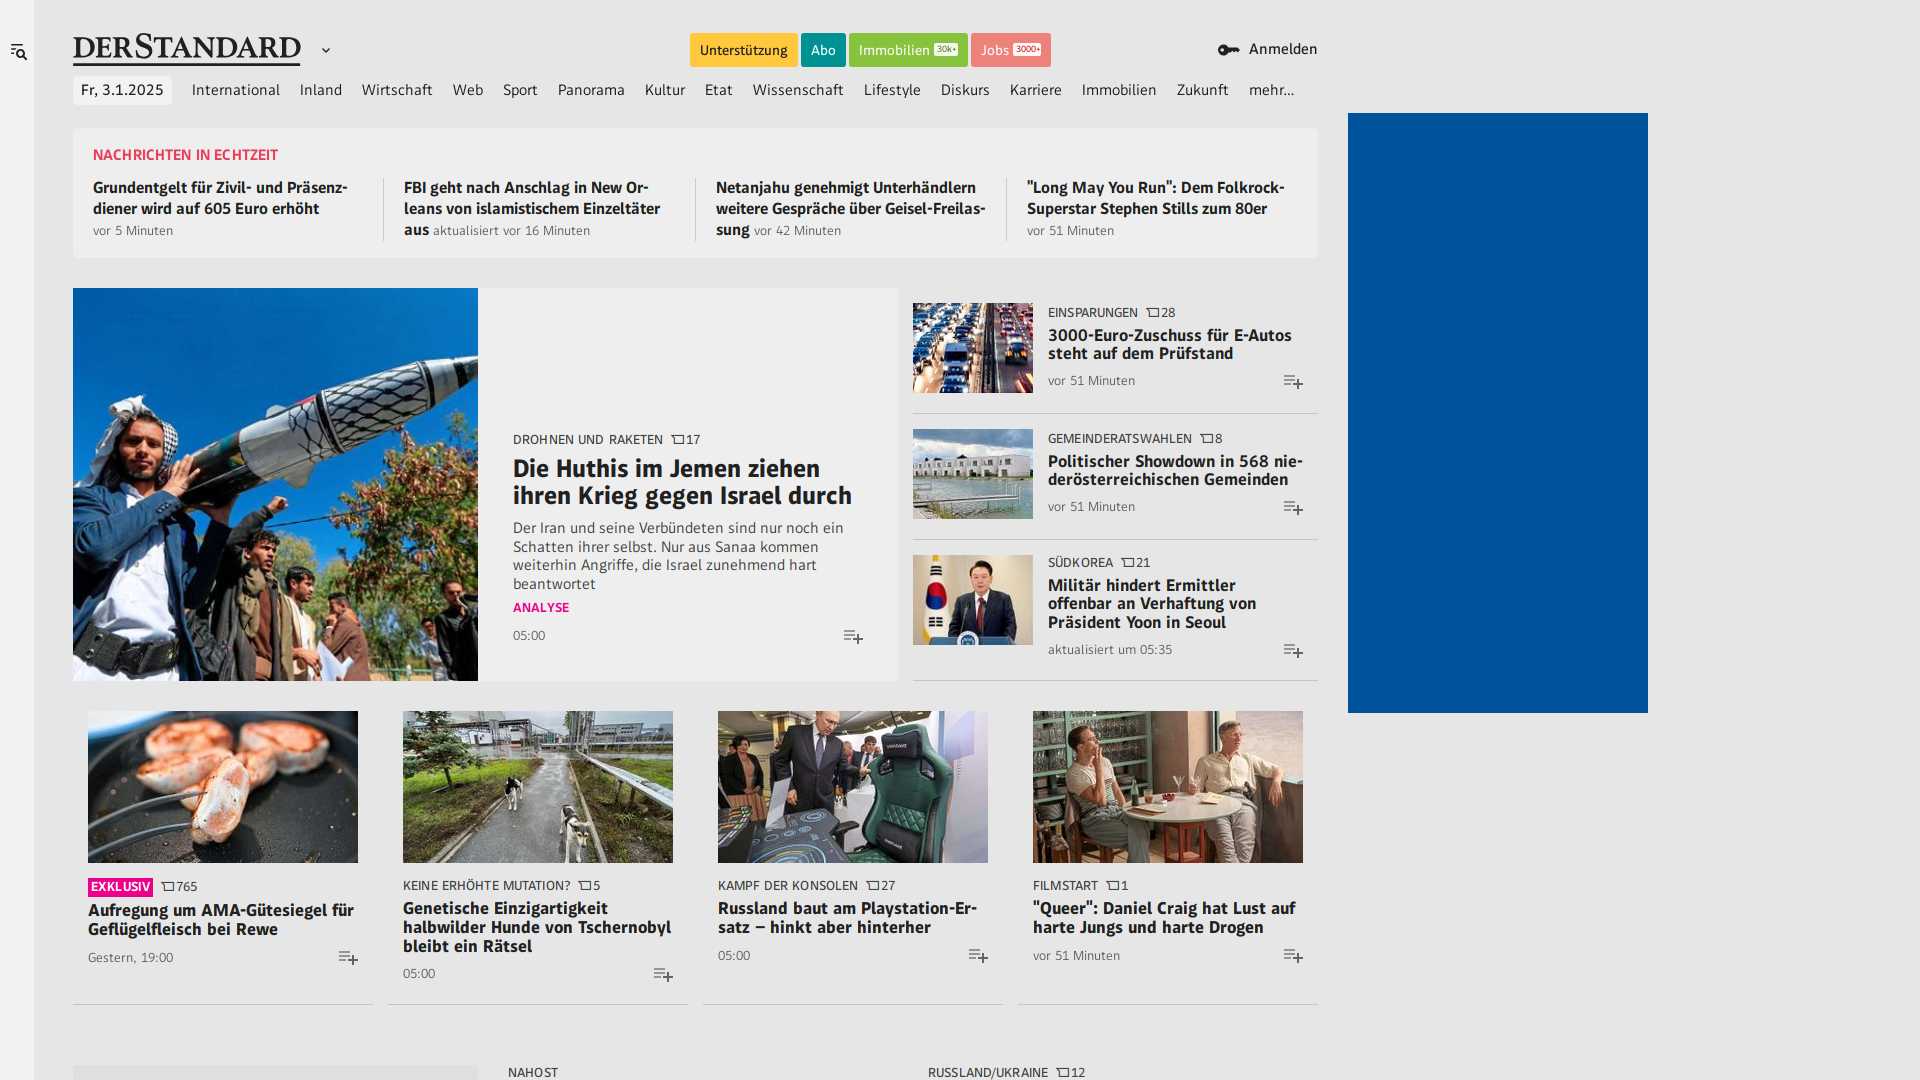 DERSTANDARD
Unterstützung
Abo
Immobilien 30k+
Jobs 3000+
Anmelden
Fr, 3.1.2025
International
Inland
Wirtschaft
Web
Sport
Panorama
Kultur
Etat
Wissenschaft
Lifestyle
Diskurs
Karriere
Immobilien
Zukunft
mehr...
NACHRICHTEN IN ECHTZEIT
Grundentgelt für Zivil- und Präsenz-
diener wird auf 605 Euro erhöht
vor 5 Minuten
FBI geht nach Anschlag in New Or-
leans von islamistischem Einzeltäter
aus aktualisiert vor 16 Minuten
Netanjahu genehmigt Unterhändlern
weitere Gespräche über Geisel-Freilas-
sung vor 42 Minuten
"Long May You Run": Dem Folkrock-
Superstar Stephen Stills zum 80er
vor 51 Minuten
DROHNEN UND RAKETEN 17
Die Huthis im Jemen ziehen
ihren Krieg gegen Israel durch
Der Iran und seine Verbündeten sind nur noch ein
Schatten ihrer selbst. Nur aus Sanaa kommen
weiterhin Angriffe, die Israel zunehmend hart
beantwortet
ANALYSE
05:00
EINSPARUNGEN 28
3000-Euro-Zuschuss für E-Autos
steht auf dem Prüfstand
vor 51 Minuten
GEMEINDERATSWAHLEN 8
Politischer Showdown in 568 nie-
derösterreichischen Gemeinden
vor 51 Minuten
SÜDKOREA 21
Militär hindert Ermittler
offenbar an Verhaftung von
Präsident Yoon in Seoul
aktualisiert um 05:35
EXKLUSIV 765
Aufregung um AMA-Gütesiegel für
Geflügelfleisch bei Rewe
Gestern, 19:00
KEINE ERHÖHTE MUTATION? 5
Genetische Einzigartigkeit
halbwilder Hunde von Tschernobyl
bleibt ein Rätsel
05:00
KAMPF DER KONSOLEN 27
Russland baut am Playstation-Er-
satz – hinkt aber hinterher
05:00
FILMSTART 1
"Queer": Daniel Craig hat Lust auf
harte Jungs und harte Drogen
vor 51 Minuten
NAHOST
RUSSLAND/UKRAINE 12